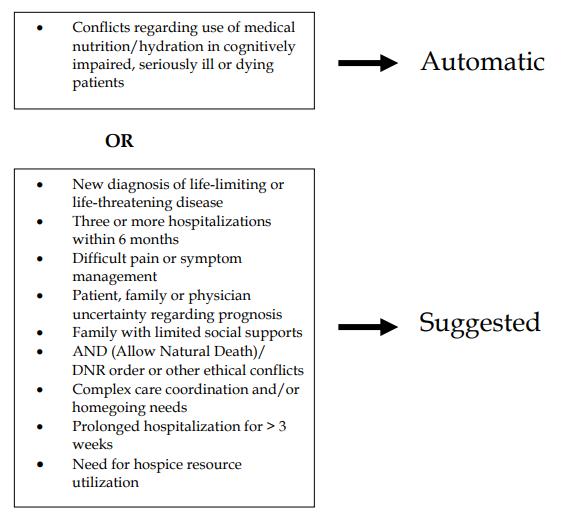 • Conflicts regarding use of medical
nutrition/hydration in cognitively
impaired, seriously ill or dying
patients
Automatic
OR
• New diagnosis of life-limiting or
life-threatening disease
• Three or more hospitalizations
within 6 months
• Difficult pain or symptom
management
• Patient, family or physician
uncertainty regarding prognosis
• Family with limited social supports
• AND (Allow Natural Death)/
DNR order or other ethical conflicts
• Complex care coordination and/or
homegoing needs
• Prolonged hospitalization for > 3
weeks
• Need for hospice resource
utilization
Suggested